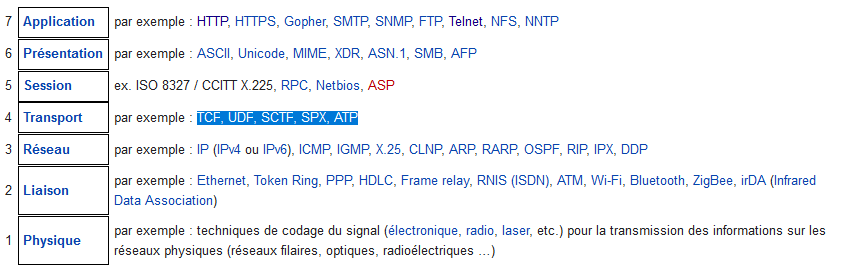 7 Application par exemple : HTTP, HTTPS, Gopher, SMTP, SNMP, FTP, Telnet, NFS, NNTP
6 Présentation par exemple : ASCII, Unicode, MIME, XDR, ASN.1, SMB, AFP
5 Session ex. ISO 8327 / CCITT X.225, RPC, Netbios, ASP
4 Transport par exemple : TCF, UDF, SCTF, SPX, ATP
3 Réseau par exemple : IP (IPv4 ou IPv6), ICMP, IGMP, X.25, CLNP, ARP, RARP, OSPF, RIP, IPX, DDP
2 Liaison par exemple : Ethernet, Token Ring, PPP, HDLC, Frame relay, RNIS (ISDN), ATM, Wi-Fi, Bluetooth, ZigBee, irDA (Infrared
Data Association)
1 Physique par exemple : techniques de codage du signal (électronique, radio, laser, etc.) pour la transmission des informations sur les
réseaux physiques (réseaux filaires, optiques, radioélectriques …)